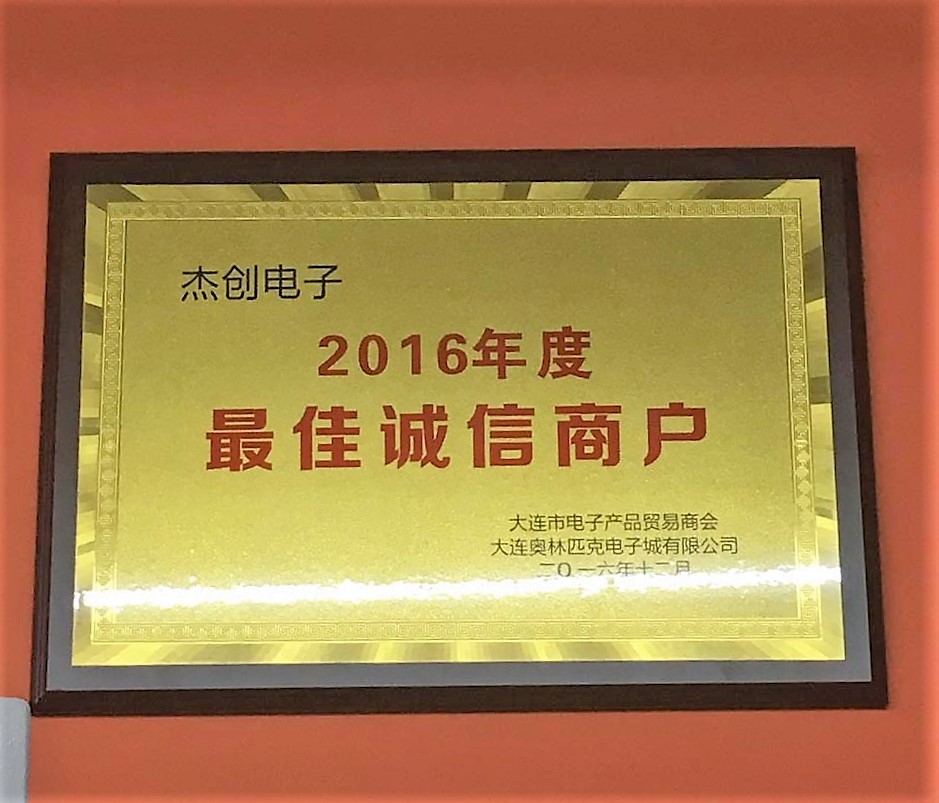 杰创电子
2016年度
最佳诚信商户
大连市电子产品贸易商会
大连奥林匹克电子城有限公司
二〇一六年十二月